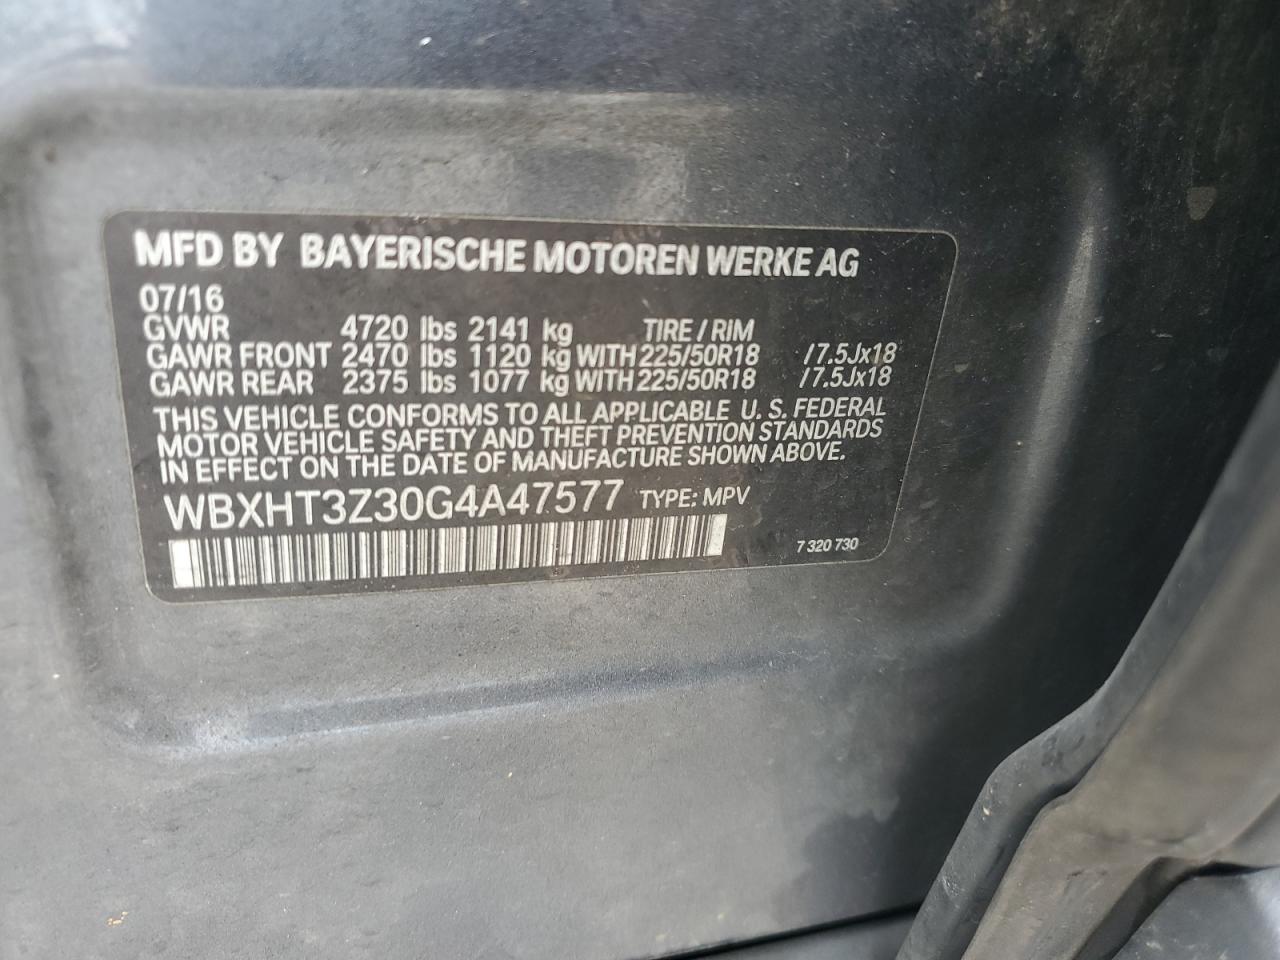 MFD BY BAYERISCHE MOTOREN WERKE AG
07/16
GVWR 4720 lbs 2141 kg TIRE / RIM
GAWR FRONT 2470 lbs 1120 kg WITH 225/50R18 /7.5Jx18
GAWR REAR 2375 lbs 1077 kg WITH 225/50R18 /7.5Jx18
THIS VEHICLE CONFORMS TO ALL APPLICABLE U. S. FEDERAL
MOTOR VEHICLE SAFETY AND THEFT PREVENTION STANDARDS
IN EFFECT ON THE DATE OF MANUFACTURE SHOWN ABOVE.
WBXHT3Z30G4A47577 TYPE: MPV
7 320 730